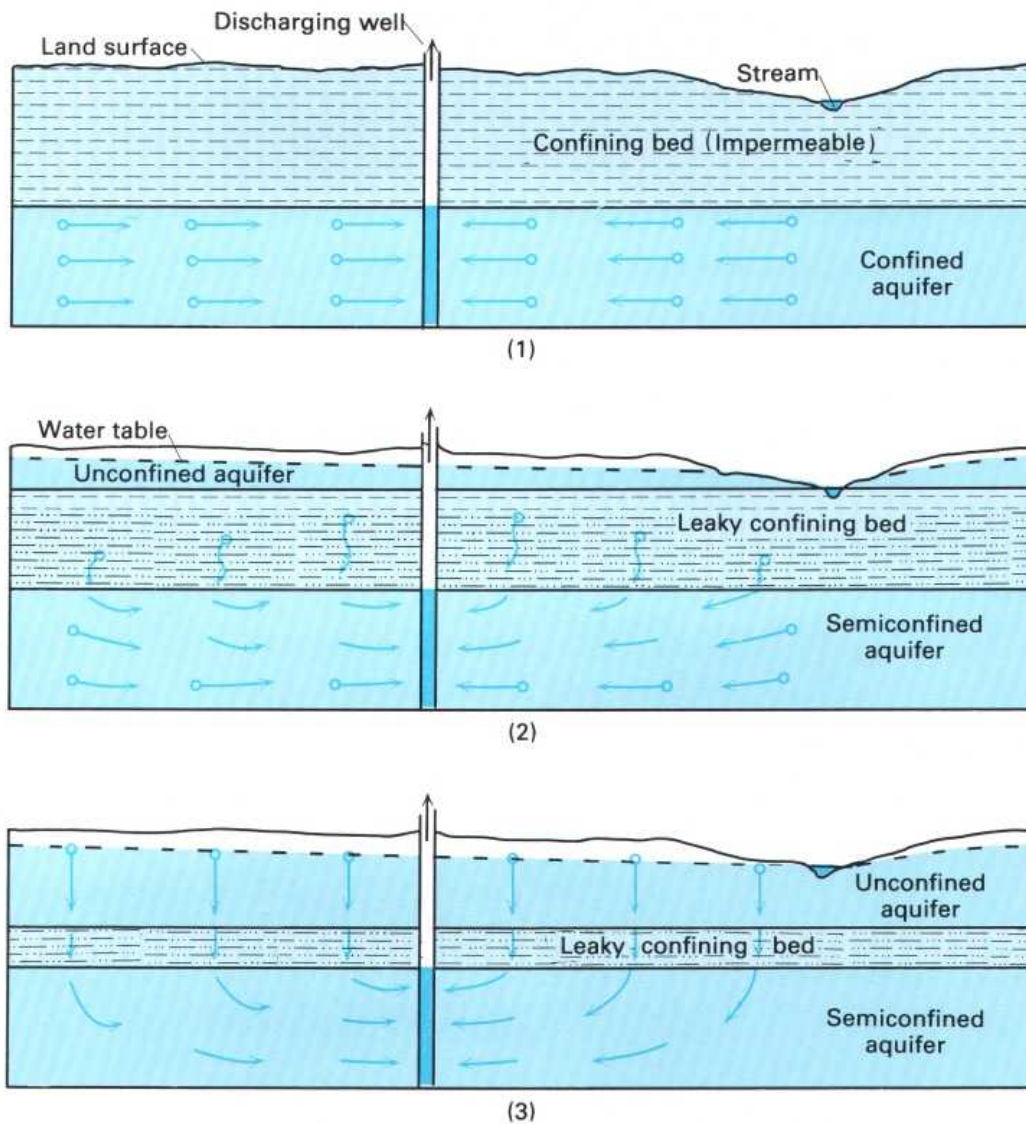 Discharging well
Land surface
Stream
Confining bed (Impermeable)
Confined
aquifer
(1)
Water table
Unconfined aquifer
Leaky confining bed
Semiconfined
aquifer
(2)
Unconfined
aquifer
Leaky confining bed
Semiconfined
aquifer
(3)